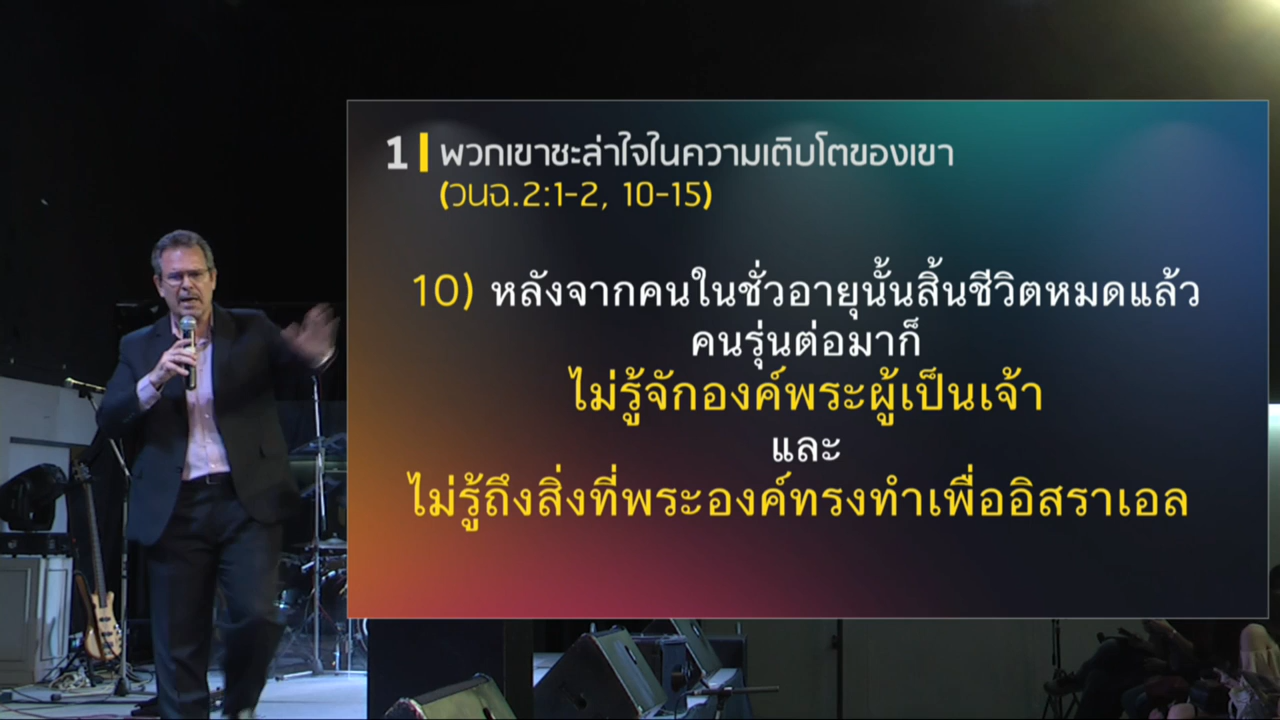 1 | พวกเขาชะล่าใจในความเติบโตของเขา
(วนฉ.2:1-2, 10-15)
10) หลังจากคนในชั่วอายุนั้นสิ้นชีวิตหมดแล้ว
คนรุ่นต่อมาก็
ไม่รู้จักองค์พระผู้เป็นเจ้า
และ
ไม่รู้ถึงสิ่งที่พระองค์ทรงทำเพื่ออิสราเอล